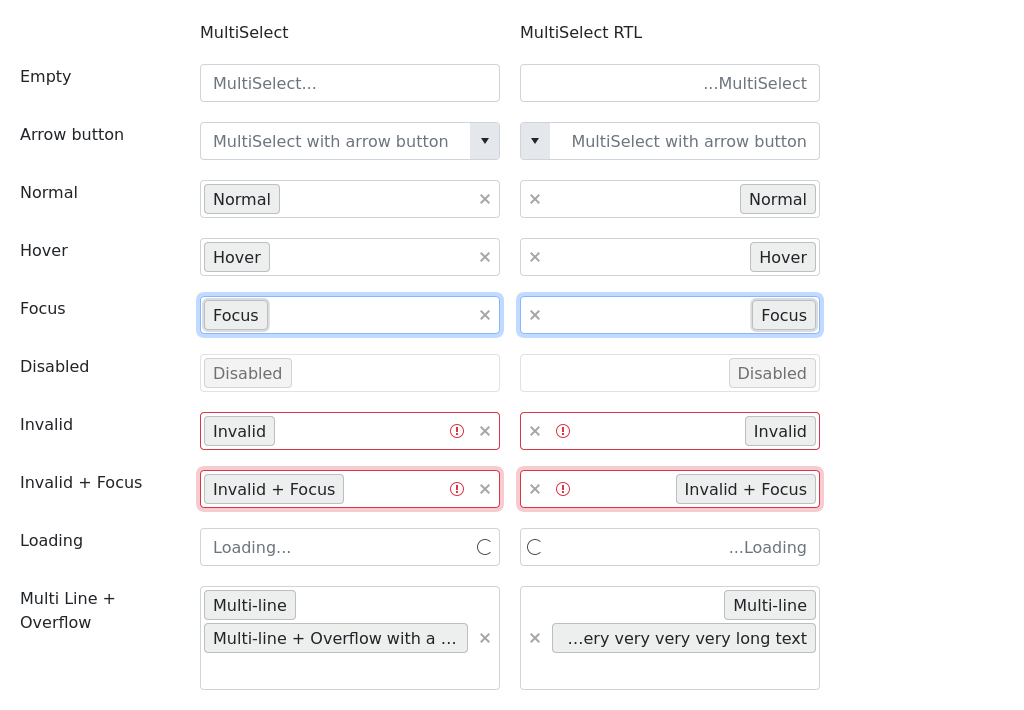 MultiSelect MultiSelect RTL
Empty MultiSelect... ...MultiSelect
Arrow button MultiSelect with arrow button MultiSelect with arrow button
Normal Normal Normal
Hover Hover Hover
Focus Focus Focus
Disabled Disabled Disabled
Invalid Invalid Invalid
Invalid + Focus Invalid + Focus Invalid + Focus
Loading Loading... ...Loading
Multi Line + Multi-line Multi-line
Overflow Multi-line + Overflow with a ... ...ery very very very long text